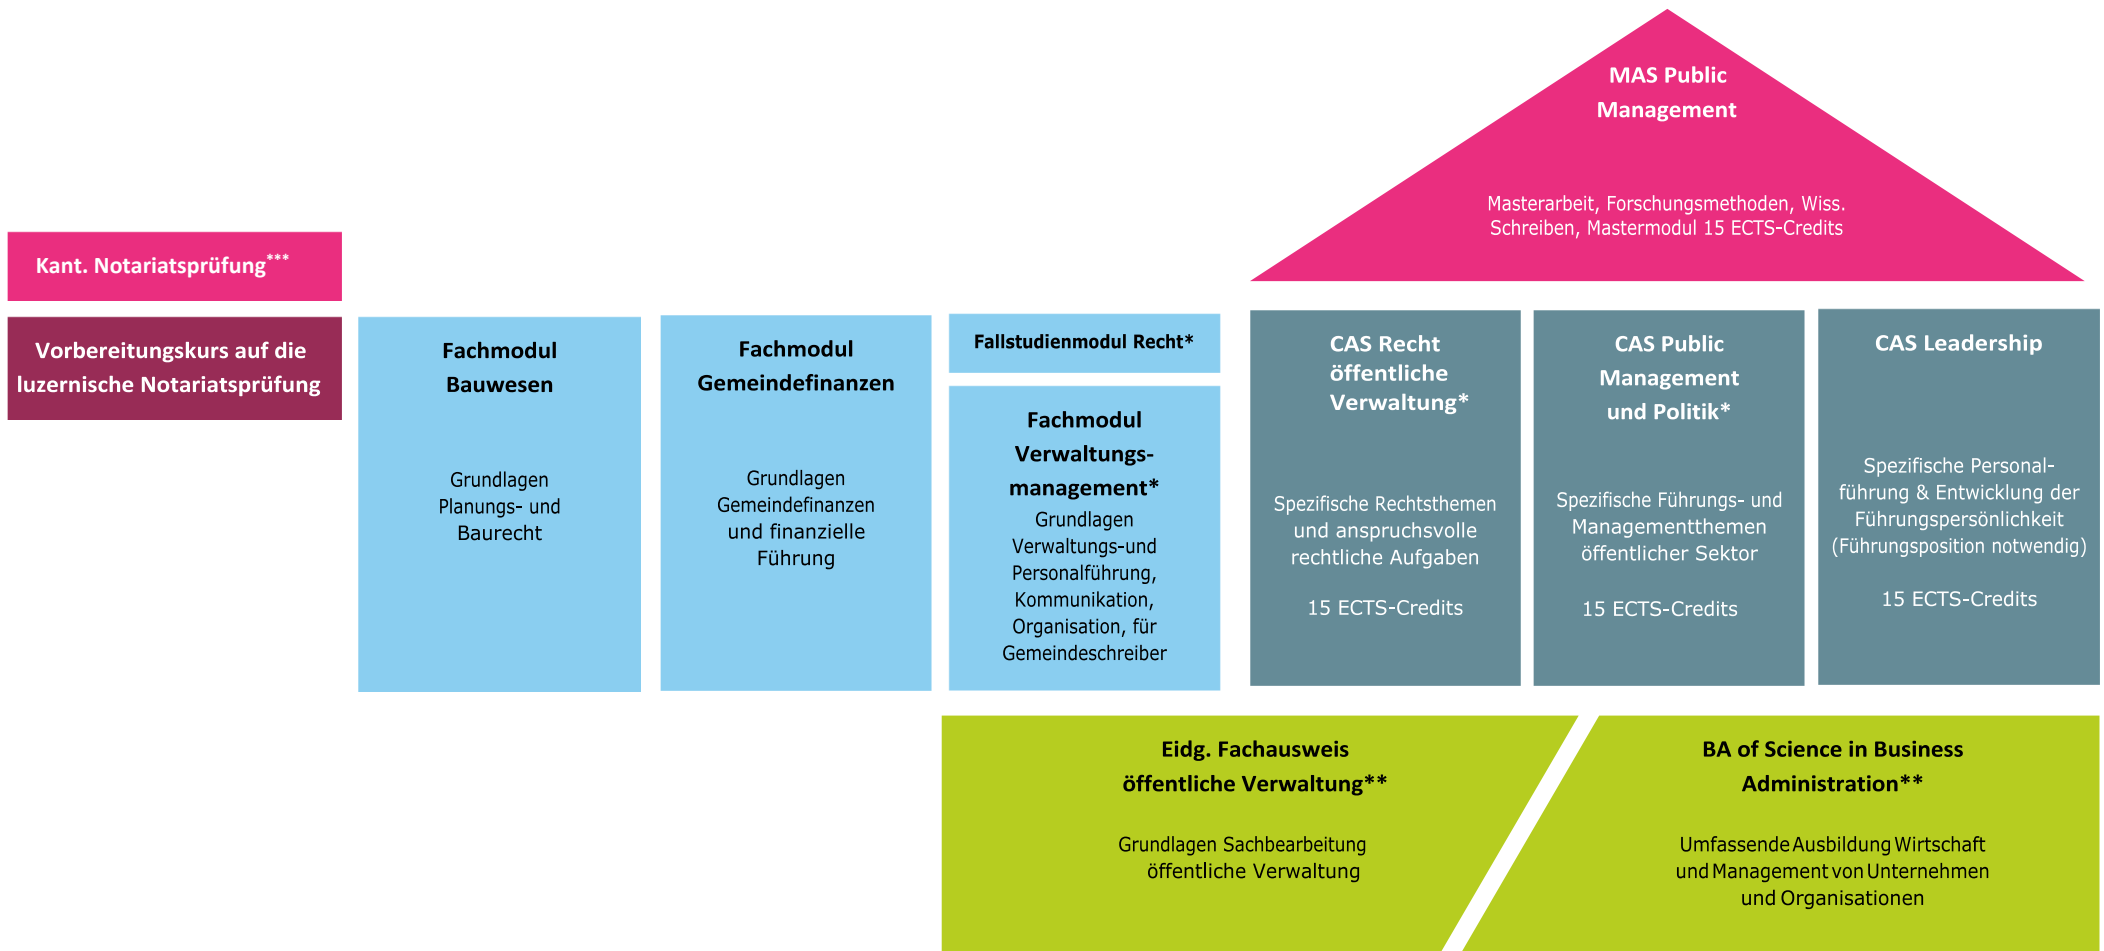 MAS Public
Management
Masterarbeit, Forschungsmethoden, Wiss.
Schreiben, Mastermodul 15 ECTS-Credits
Kant. Notariatsprüfung***
Vorbereitungskurs auf die
luzernische Notariatsprüfung
Fachmodul
Bauwesen
Grundlagen
Planungs- und
Baurecht
Fachmodul
Gemeindefinanzen
Grundlagen
Gemeindefinanzen
und finanzielle
Führung
Fallstudienmodul Recht*
Fachmodul
Verwaltungs-
management*
Grundlagen
Verwaltungs-und
Personalführung,
Kommunikation,
Organisation, für
Gemeindeschreiber
CAS Recht
öffentliche
Verwaltung*
Spezifische Rechtsthemen
und anspruchsvolle
rechtliche Aufgaben
15 ECTS-Credits
CAS Public
Management
und Politik*
Spezifische Führungs- und
Managementthemen
öffentlicher Sektor
15 ECTS-Credits
CAS Leadership
Spezifische Personal-
führung & Entwicklung der
Führungspersönlichkeit
(Führungsposition notwendig)
15 ECTS-Credits
Eidg. Fachausweis
öffentliche Verwaltung**
Grundlagen Sachbearbeitung
öffentliche Verwaltung
BA of Science in Business
Administration**
Umfassende Ausbildung Wirtschaft
und Management von Unternehmen
und Organisationen